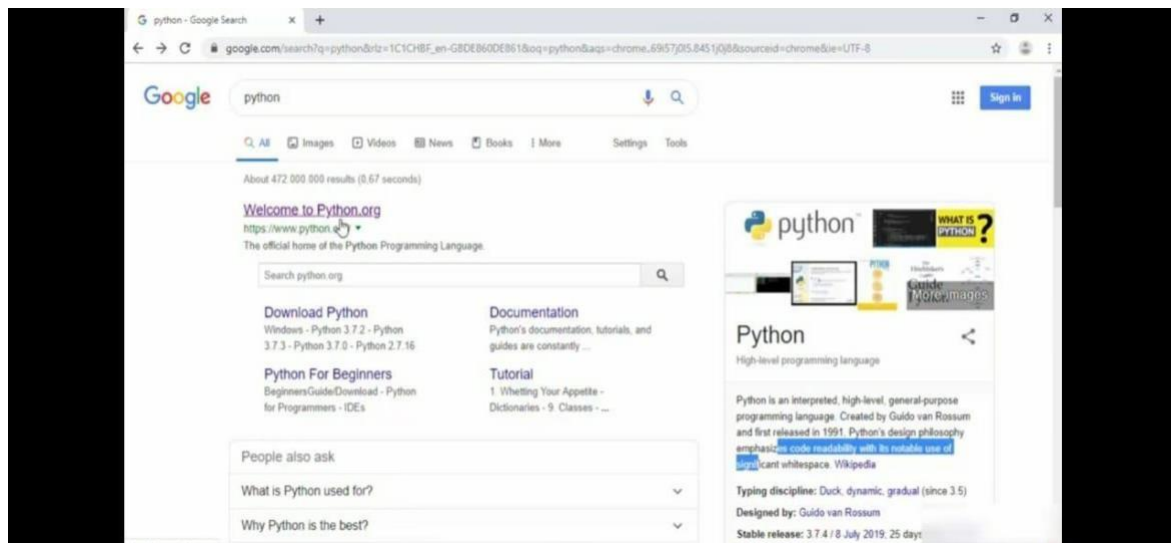 python - Google Search
google.com/search?q=python&rlz=1C1CHBF_en-GBDE860DE861&oq=python&aqs=chrome..69i57j0l5.8451j0j8&sourceid=chrome&ie=UTF-8
Google
python
Sign in
All Images Videos News Books More Settings Tools
About 472 000 000 results (0,67 seconds)
Welcome to Python.org
https://www.python.
The official home of the Python Programming Language.
Search python.org
Download Python
Windows - Python 3.7.2 - Python
3.7.3 - Python 3.7.0 - Python 2.7.16
Documentation
Python's documentation, tutorials, and
guides are constantly ...
Python For Beginners
BeginnersGuide/Download - Python
for Programmers - IDEs
Tutorial
1. Whetting Your Appetite -
Dictionaries - 9. Classes - ...
People also ask
What is Python used for?
Why Python is the best?
python
WHAT IS
PYTHON ?
PYTHON
Guide
More images
Python
High-level programming language
Python is an interpreted, high-level, general-purpose
programming language. Created by Guido van Rossum
and first released in 1991, Python's design philosophy
emphasizes code readability with its notable use of
significant whitespace. Wikipedia
Typing discipline: Duck, dynamic, gradual (since 3.5)
Designed by: Guido van Rossum
Stable release: 3.7.4 / 8 July 2019; 25 days